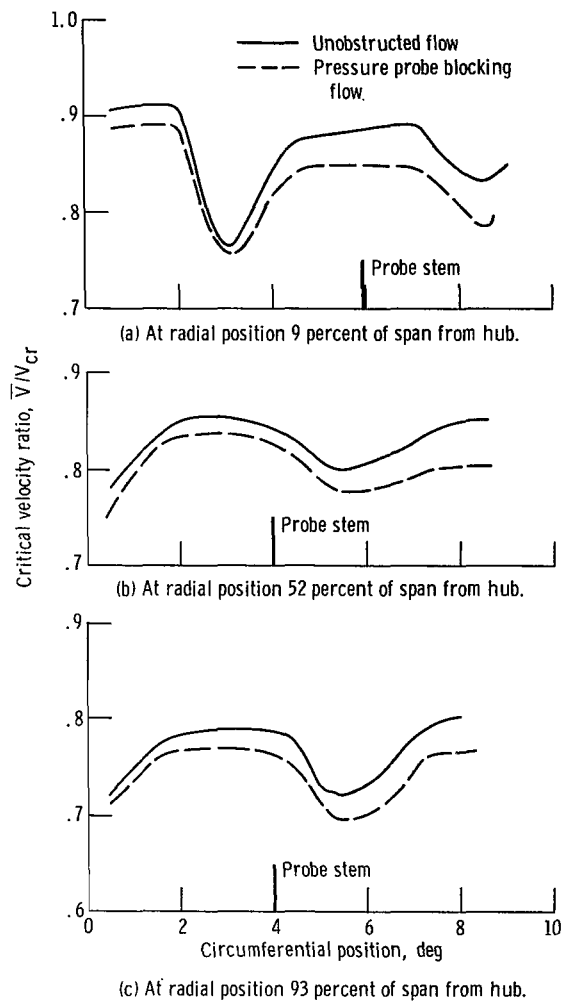 1.0
Unobstructed flow
Pressure probe blocking
flow.
.9
.8
Probe stem
.7
(a) At radial position 9 percent of span from hub.
Critical velocity ratio, V̅/Vcr
.9
.8
Probe stem
.7
(b) At radial position 52 percent of span from hub.
.9
.8
.7
Probe stem
.6
0 2 4 6 8 10
Circumferential position, deg
(c) At radial position 93 percent of span from hub.